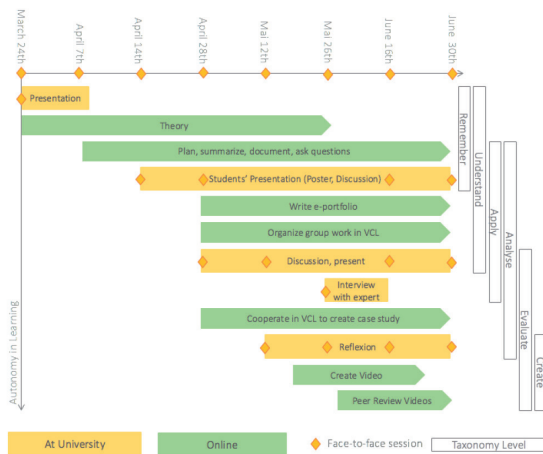 March 24th
April 7th
April 14th
April 28th
Mai 12th
Mai 26th
June 16th
June 30th
Presentation
Theory
Plan, summarize, document, ask questions
Students' Presentation (Poster, Discussion)
Write e-portfolio
Organize group work in VCL
Discussion, present
Interview
with expert
Cooperate in VCL to create case study
Reflexion
Create Video
Peer Review Videos
Remember
Understand
Apply
Analyse
Evaluate
Create
Autonomy in Learning
At University
Online
Face-to-face session
Taxonomy Level